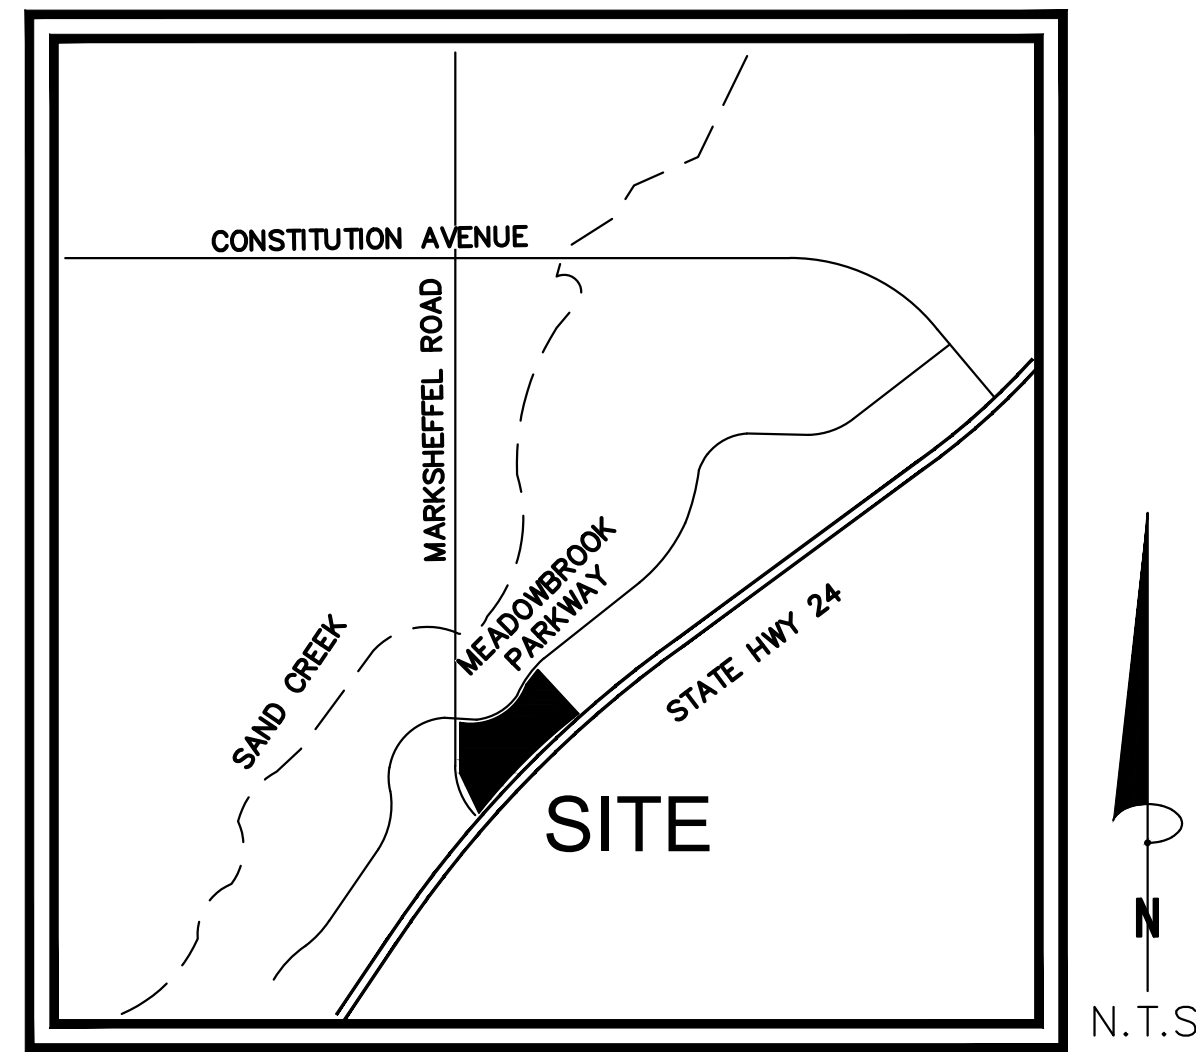 CONSTITUTION AVENUE
MARKSHEFFEL ROAD
MEADOWBROOK
PARKWAY
STATE HWY 24
SAND CREEK
SITE
N
N.T.S